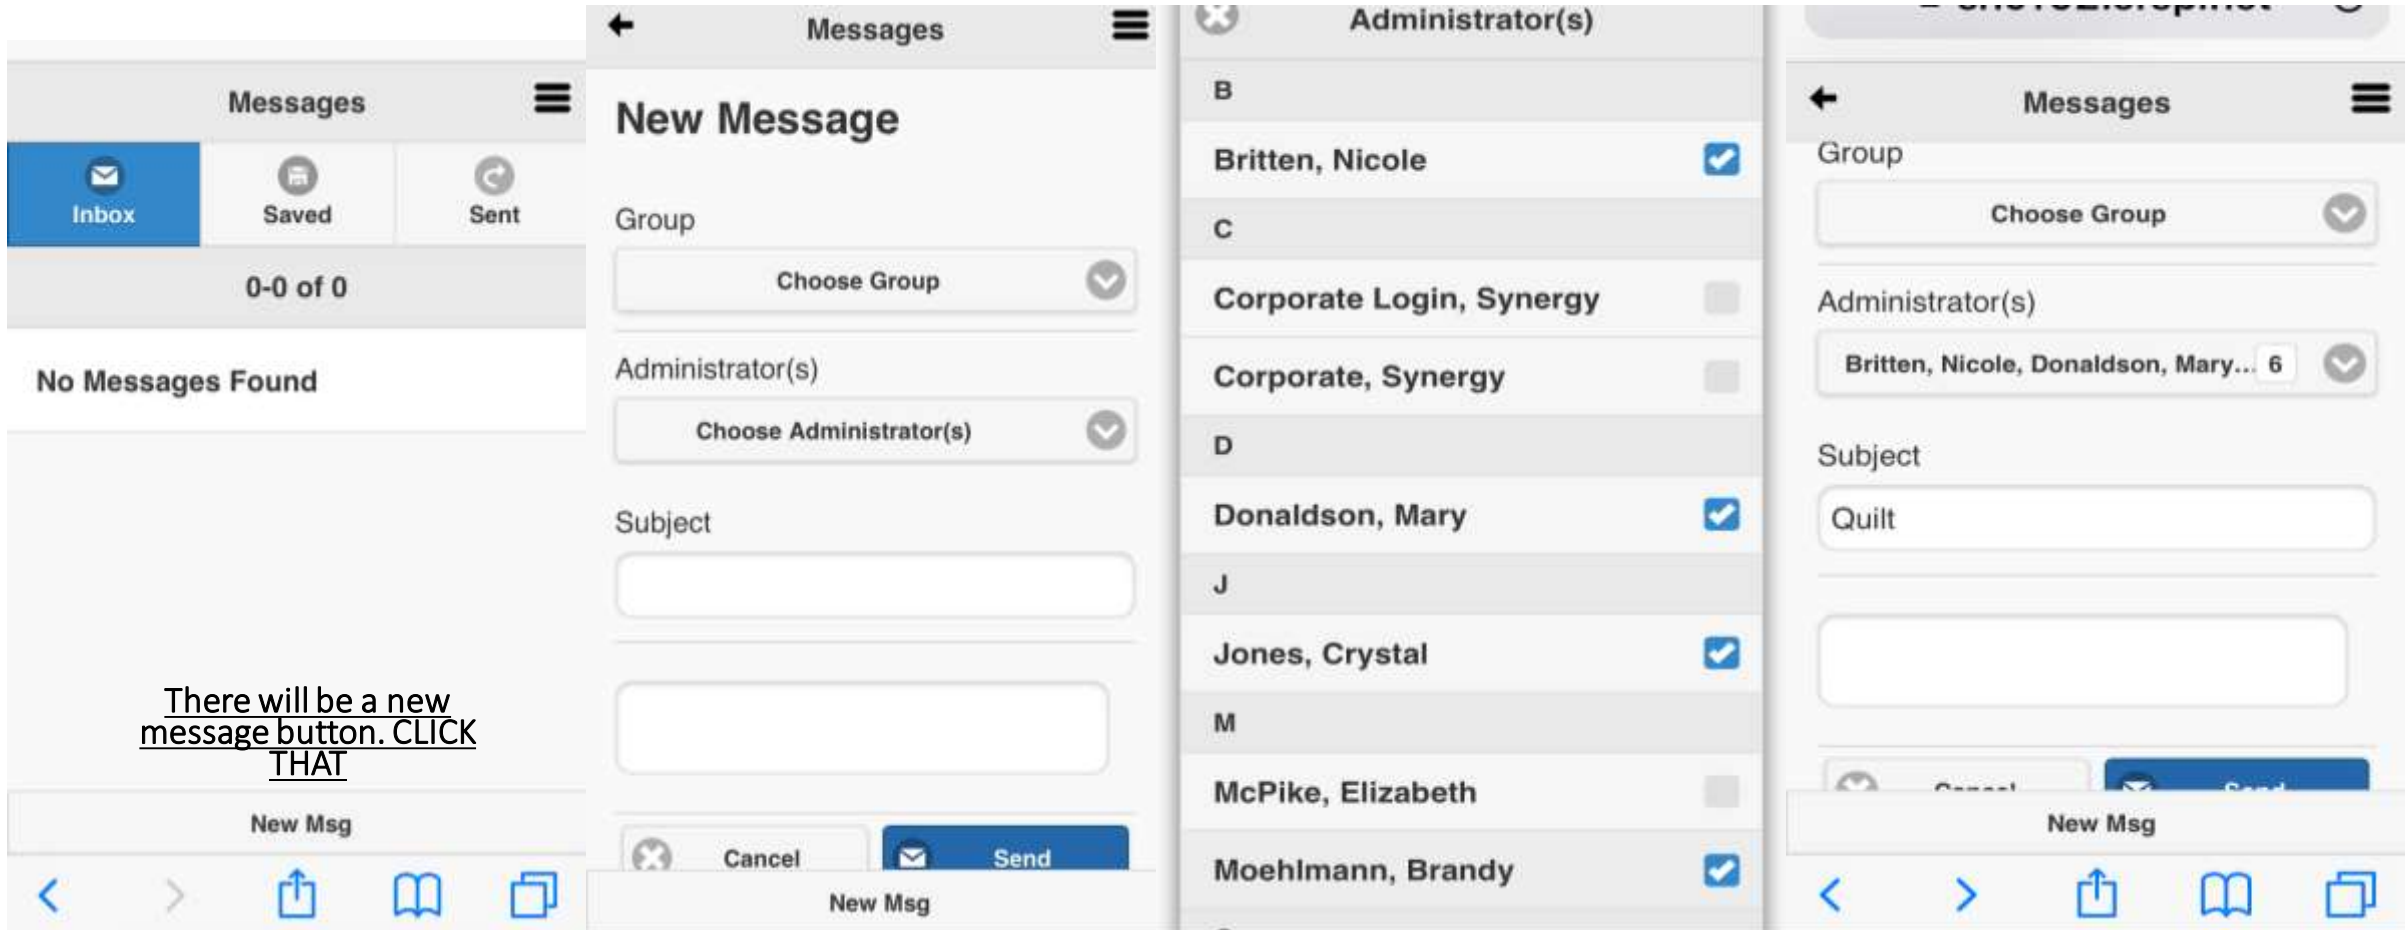 Messages
Inbox
Saved
Sent
0-0 of 0
No Messages Found
There will be a new
message button. CLICK
THAT
New Msg
Messages
New Message
Group
Choose Group
Administrator(s)
Choose Administrator(s)
Subject
Cancel
Send
New Msg
Administrator(s)
B
Britten, Nicole
C
Corporate Login, Synergy
Corporate, Synergy
D
Donaldson, Mary
J
Jones, Crystal
M
McPike, Elizabeth
Moehlmann, Brandy
Messages
Group
Choose Group
Administrator(s)
Britten, Nicole, Donaldson, Mary... 6
Subject
Quilt
Cancel
Send
New Msg